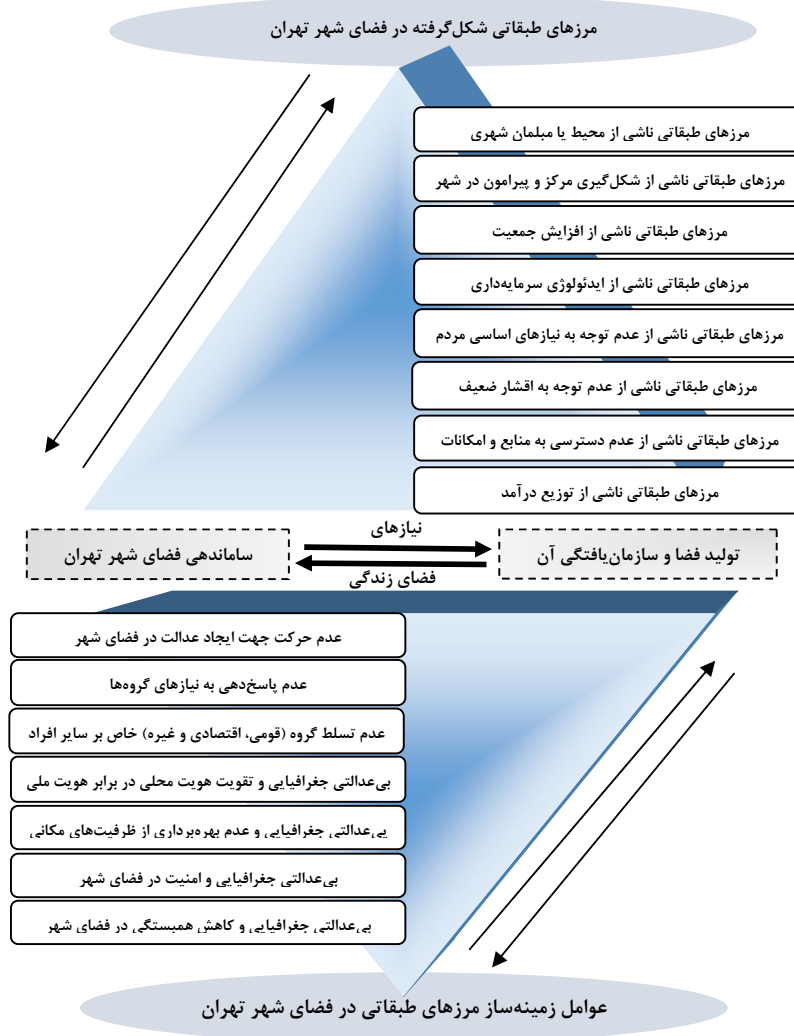 مرزهای طبقاتی شکل‌گرفته در فضای شهر تهران
مرزهای طبقاتی ناشی از محیط یا مبلمان شهری
مرزهای طبقاتی ناشی از شکل‌گیری مرکز و پیرامون در شهر
مرزهای طبقاتی ناشی از افزایش جمعیت
مرزهای طبقاتی ناشی از ایدئولوژی سرمایه‌داری
مرزهای طبقاتی ناشی از عدم توجه به نیازهای اساسی مردم
مرزهای طبقاتی ناشی از عدم توجه به اقشار ضعیف
مرزهای طبقاتی ناشی از عدم دسترسی به منابع و امکانات
مرزهای طبقاتی ناشی از توزیع درآمد
تولید فضا و سازمان‌یافتگی آن
نیازهای
فضای زندگی
ساماندهی فضای شهر تهران
عدم حرکت جهت ایجاد عدالت در فضای شهر
عدم پاسخ‌دهی به نیازهای گروه‌ها
عدم تسلط گروه (قومی، اقتصادی و غیره) خاص بر سایر افراد
بی‌عدالتی جغرافیایی و تقویت هویت محلی در برابر هویت ملی
بی‌عدالتی جغرافیایی و عدم بهره‌برداری از ظرفیت‌های مکانی
بی‌عدالتی جغرافیایی و امنیت در فضای شهر
بی‌عدالتی جغرافیایی و کاهش همبستگی در فضای شهر
عوامل زمینه‌ساز مرزهای طبقاتی در فضای شهر تهران